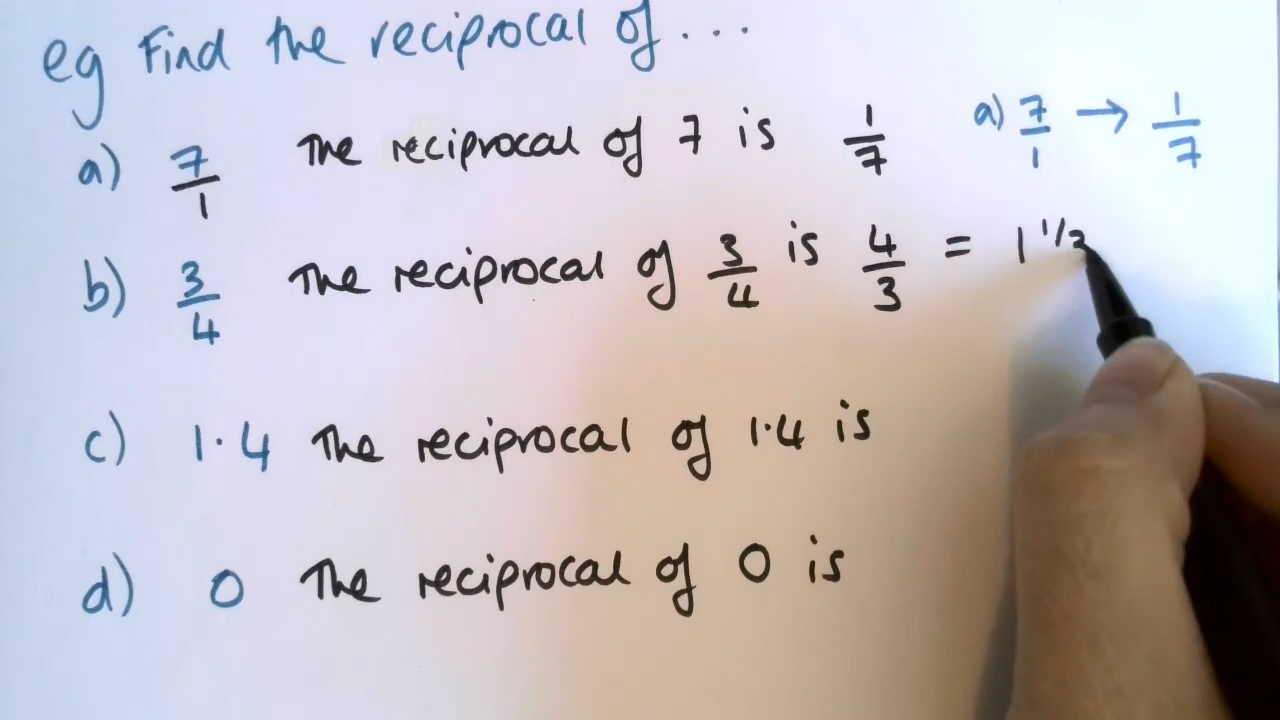 eg Find the reciprocal of...
a) 7/1 The reciprocal of 7 is 1/7 a) 7/1 → 1/7
b) 3/4 The reciprocal of 3/4 is 4/3 = 1 1/3
c) 1·4 The reciprocal of 1·4 is
d) 0 The reciprocal of 0 is